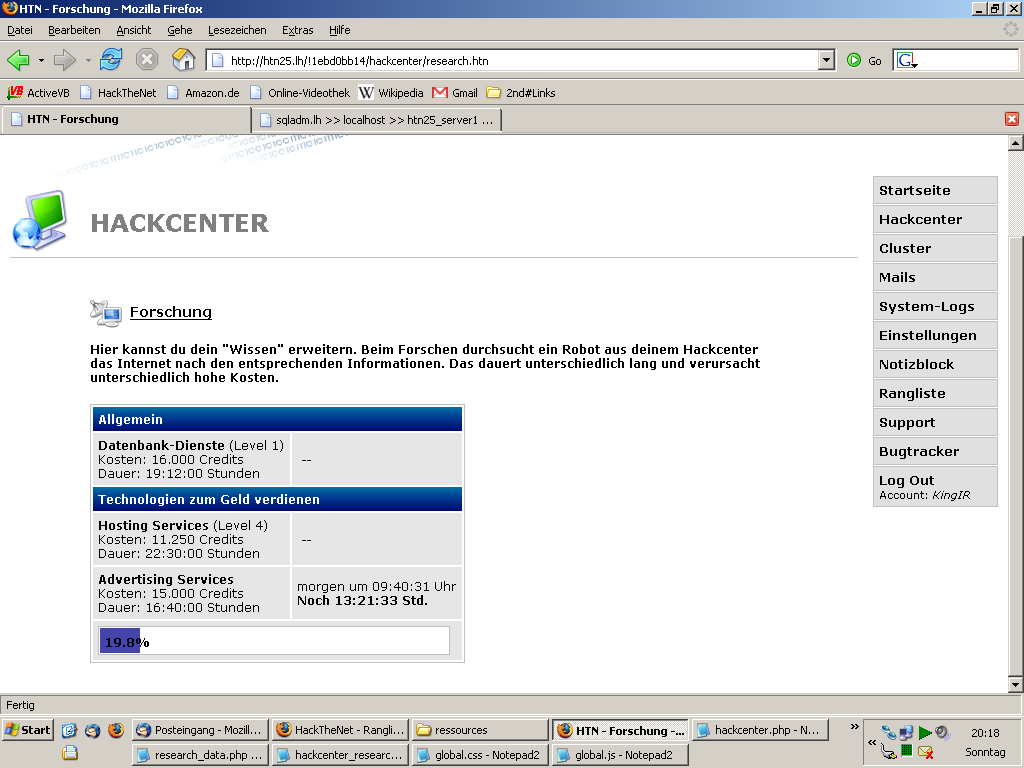 HTN - Forschung - Mozilla Firefox
Datei Bearbeiten Ansicht Gehe Lesezeichen Extras Hilfe
http://htn25.lh/!1ebd0bb14/hackcenter/research.htn
Go
G
ActiveVB HackTheNet Amazon.de Online-Videothek Wikipedia Gmail 2nd#Links
HTN - Forschung
sqladm.lh >> localhost >> htn25_server1 ...
HACKCENTER
Startseite
Hackcenter
Cluster
Mails
System-Logs
Einstellungen
Notizblock
Rangliste
Support
Bugtracker
Log Out
Account: KingIR
Forschung
Hier kannst du dein "Wissen" erweitern. Beim Forschen durchsucht ein Robot aus deinem Hackcenter
das Internet nach den entsprechenden Informationen. Das dauert unterschiedlich lang und verursacht
unterschiedlich hohe Kosten.
Allgemein
Datenbank-Dienste (Level 1)
Kosten: 16.000 Credits
Dauer: 19:12:00 Stunden
--
Technologien zum Geld verdienen
Hosting Services (Level 4)
Kosten: 11.250 Credits
Dauer: 22:30:00 Stunden
--
Advertising Services
Kosten: 15.000 Credits
Dauer: 16:40:00 Stunden
morgen um 09:40:31 Uhr
Noch 13:21:33 Std.
19.8%
Fertig
Start
Posteingang - Mozill...
HackTheNet - Rangli...
ressources
HTN - Forschung -...
hackcenter.php - N...
research_data.php ...
hackcenter_researc...
global.css - Notepad2
global.js - Notepad2
20:18
Sonntag